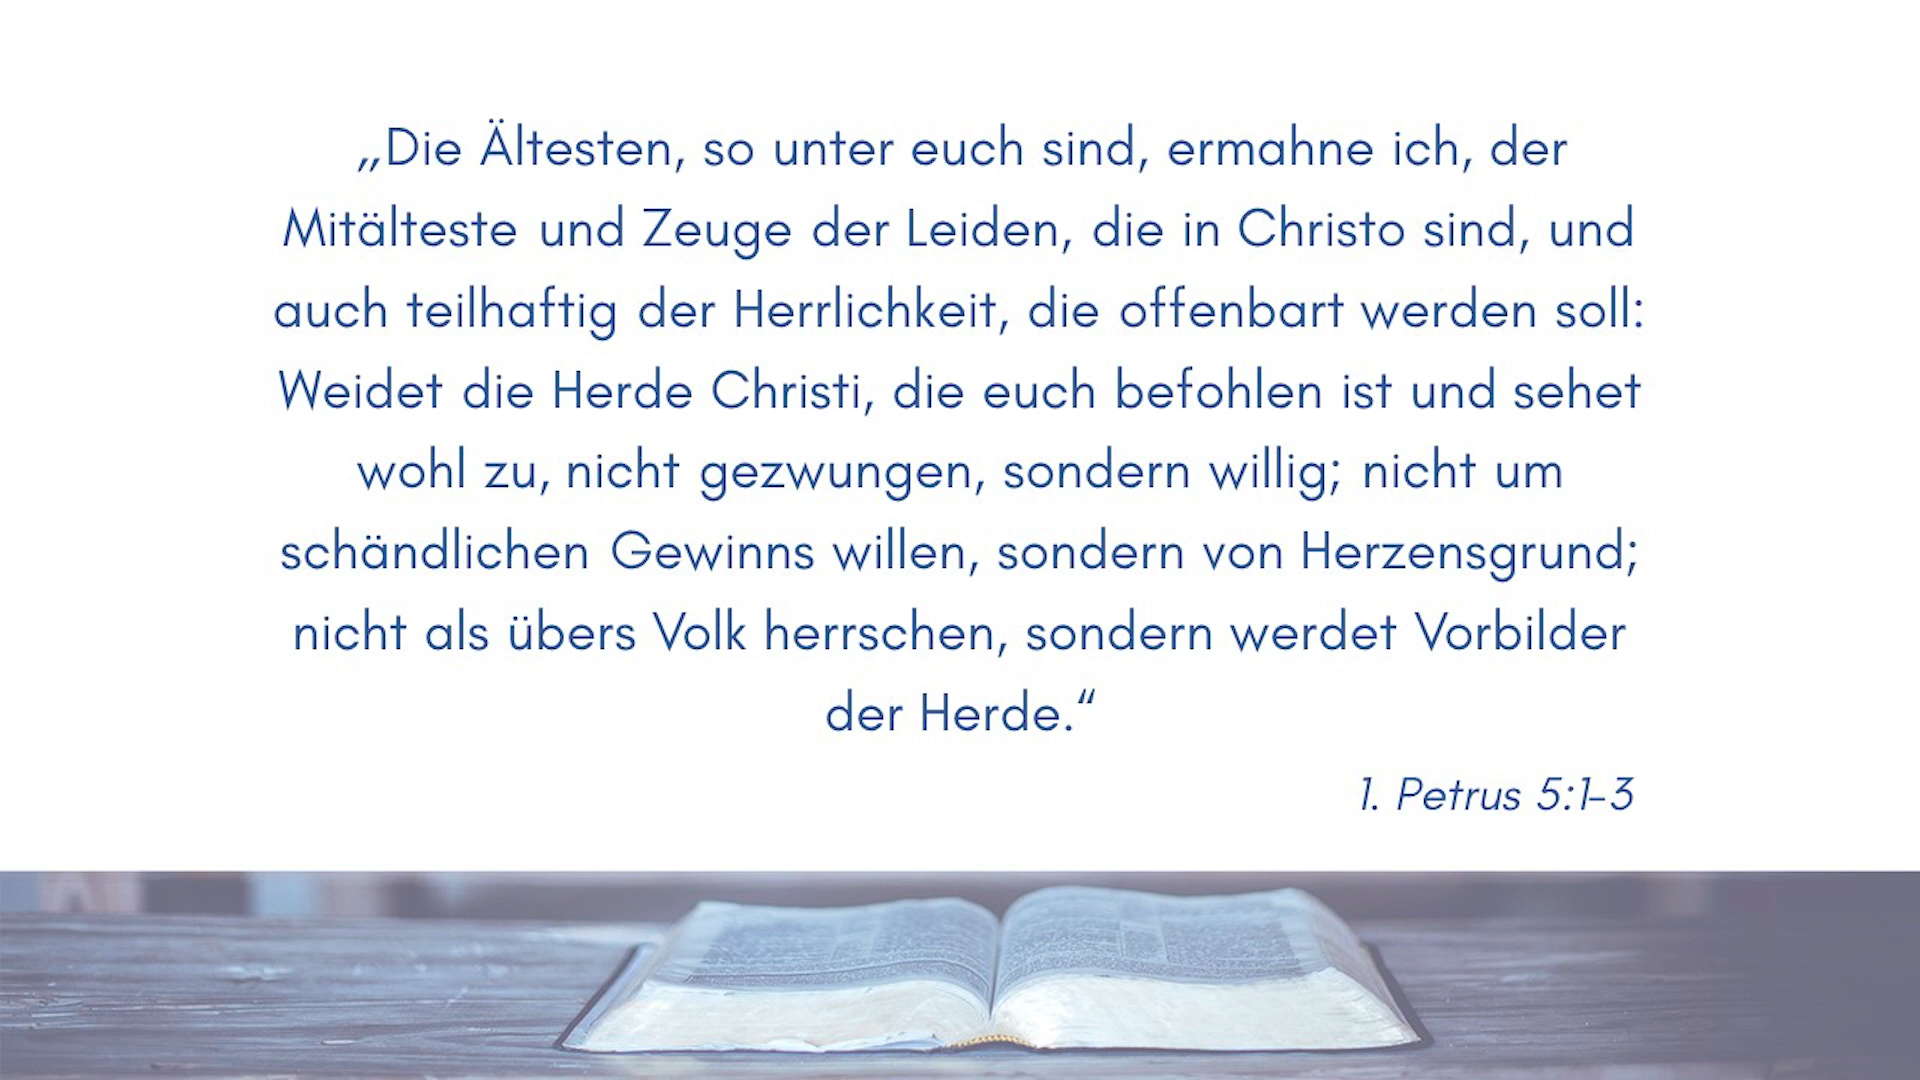 „Die Ältesten, so unter euch sind, ermahne ich, der
Mitälteste und Zeuge der Leiden, die in Christo sind, und
auch teilhaftig der Herrlichkeit, die offenbart werden soll:
Weidet die Herde Christi, die euch befohlen ist und sehet
wohl zu, nicht gezwungen, sondern willig; nicht um
schändlichen Gewinns willen, sondern von Herzensgrund;
nicht als übers Volk herrschen, sondern werdet Vorbilder
der Herde.“
1. Petrus 5:1-3